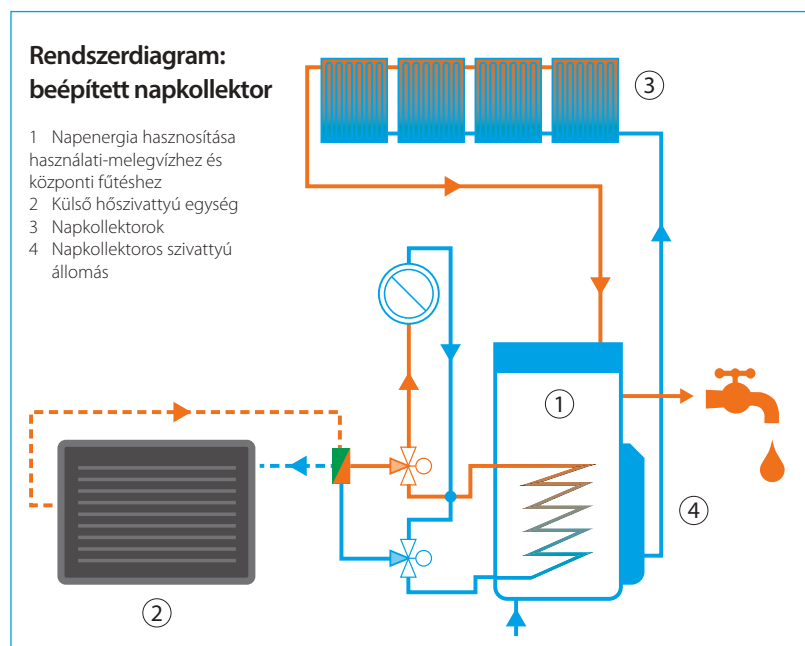 Rendszerdiagram:
beépített napkollektor
1 Napenergia hasznosítása
használati-melegvízhez és
központi fűtéshez
2 Külső hőszivattyú egység
3 Napkollektorok
4 Napkollektoros szivattyú
állomás
3
1
4
2